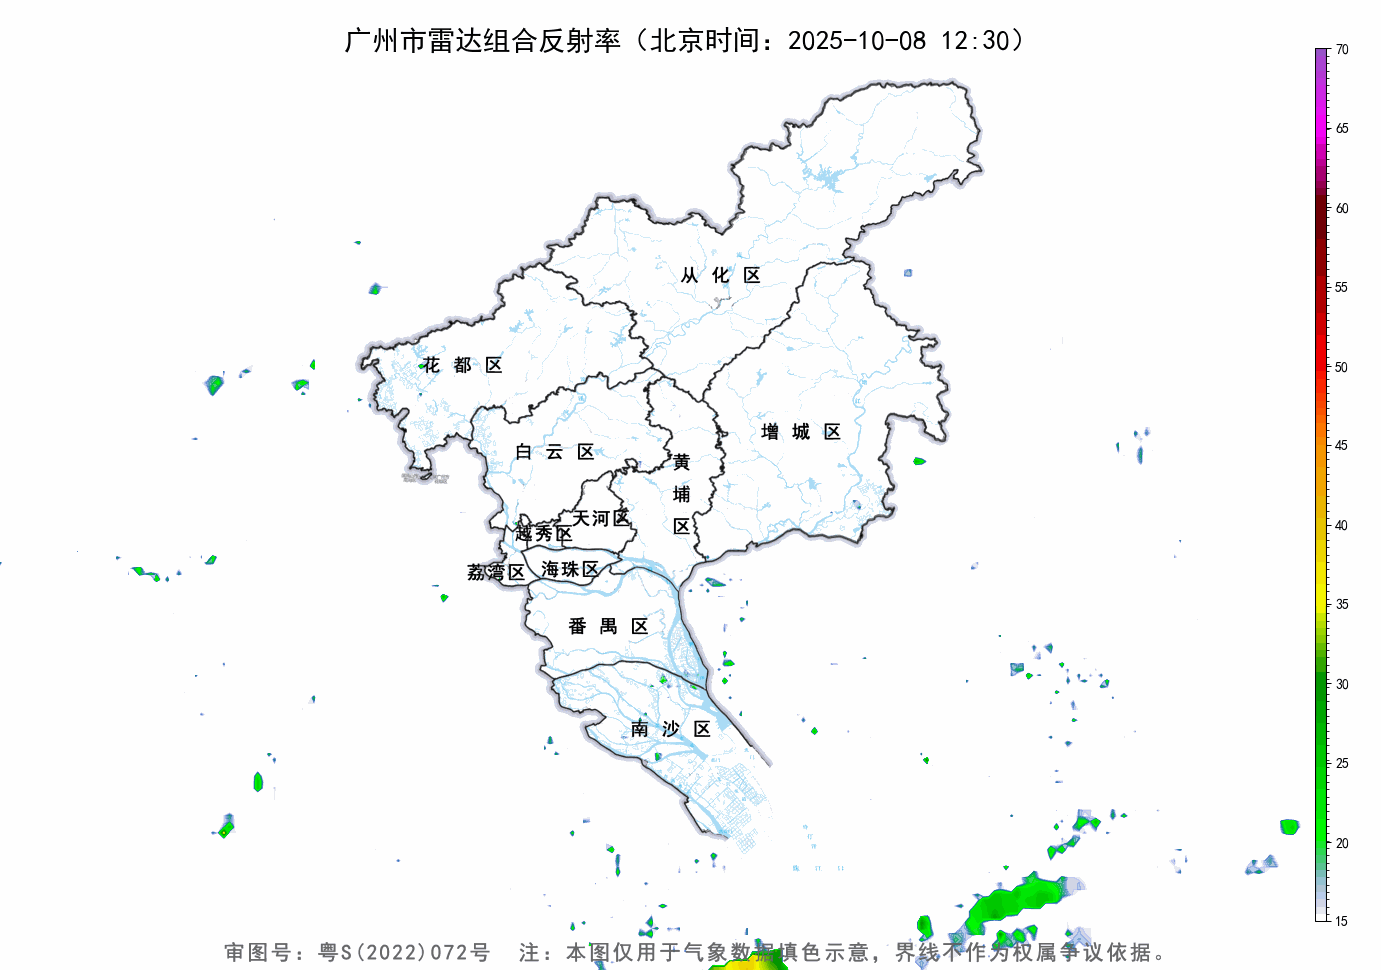 广州市雷达组合反射率（北京时间：2025-10-08 12:30）
70
65
60
55
50
45
40
35
30
25
20
15
从化区
花都区
增城区
白云区
黄埔区
天河区
越秀区
海珠区
荔湾区
番禺区
南沙区
审图号：粤S(2022)072号 注：本图仅用于气象数据填色示意，界线不作为权属争议依据。